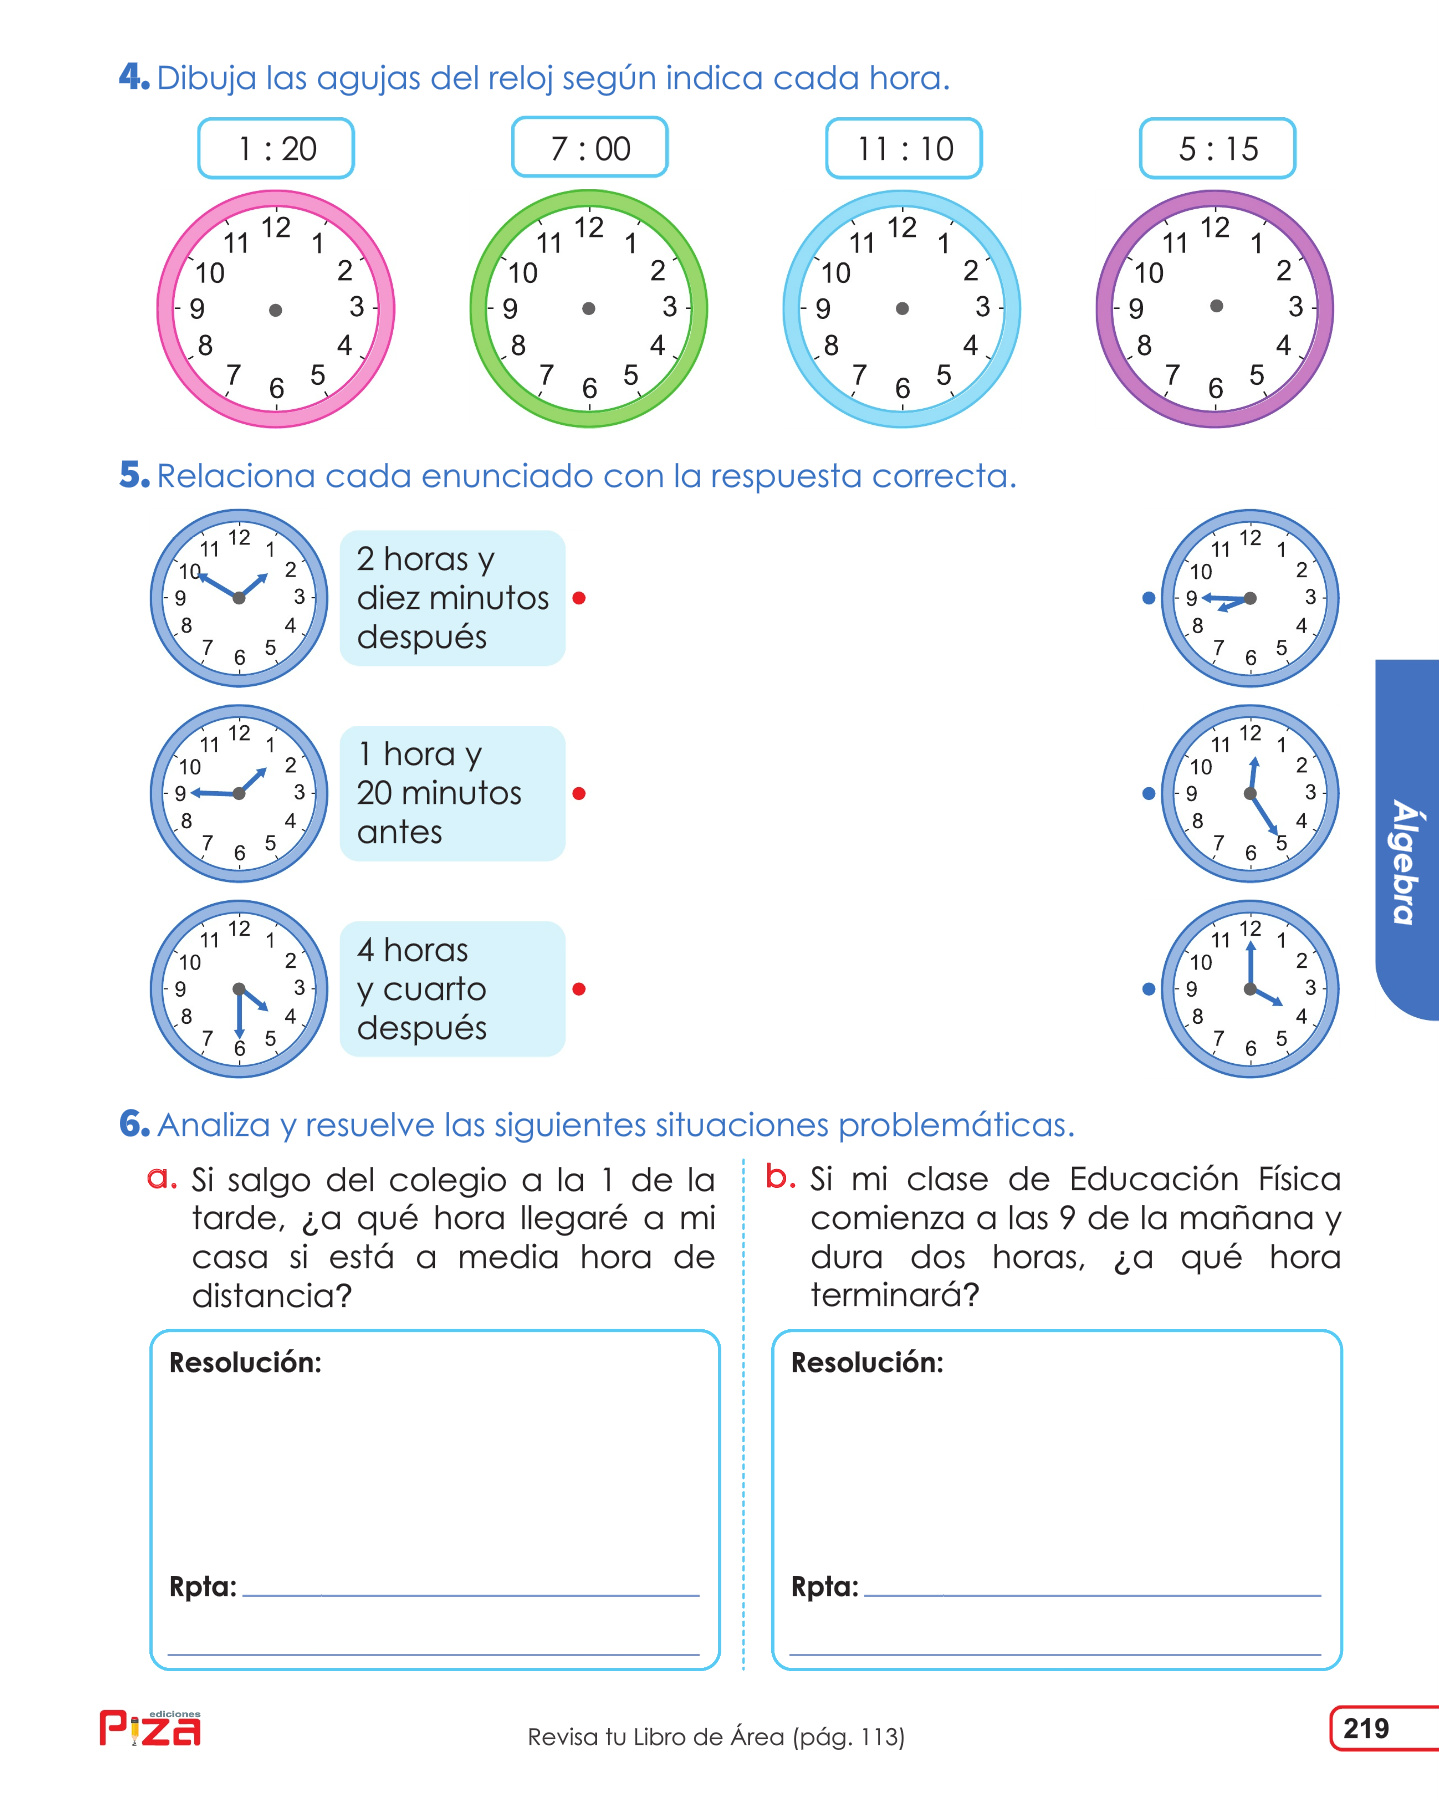 4. Dibuja las agujas del reloj según indica cada hora.
1 : 20
7 : 00
11 : 10
5 : 15
12
11 1
10 2
9 3
8 4
7 5
6
12
11 1
10 2
9 3
8 4
7 5
6
12
11 1
10 2
9 3
8 4
7 5
6
12
11 1
10 2
9 3
8 4
7 5
6
5. Relaciona cada enunciado con la respuesta correcta.
12
11 1
10 2
9 3
8 4
7 5
6
2 horas y
diez minutos
después
12
11 1
10 2
9 3
8 4
7 5
6
12
11 1
10 2
9 3
8 4
7 5
6
1 hora y
20 minutos
antes
12
11 1
10 2
9 3
8 4
7 5
6
12
11 1
10 2
9 3
8 4
7 5
6
4 horas
y cuarto
después
12
11 1
10 2
9 3
8 4
7 5
6
Álgebra
6. Analiza y resuelve las siguientes situaciones problemáticas.
a. Si salgo del colegio a la 1 de la
tarde, ¿a qué hora llegaré a mi
casa si está a media hora de
distancia?
Resolución:
Rpta:
b. Si mi clase de Educación Física
comienza a las 9 de la mañana y
dura dos horas, ¿a qué hora
terminará?
Resolución:
Rpta:
ediciones
Piza
Revisa tu Libro de Área (pág. 113)
219